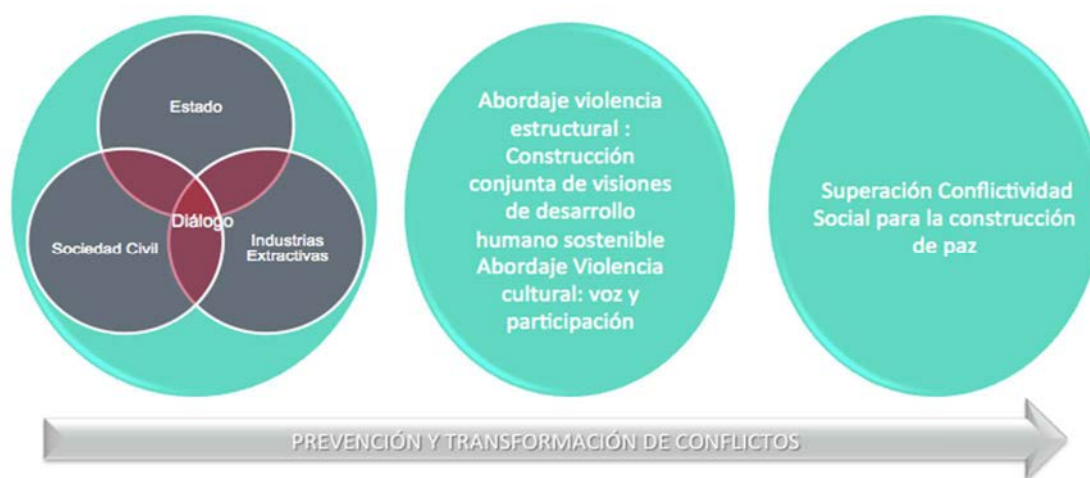 Estado
Diálogo
Sociedad Civil
Industrias
Extractivas
Abordaje violencia
estructural :
Construcción
conjunta de visiones
de desarrollo
humano sostenible
Abordaje Violencia
cultural: voz y
participación
Superación Conflictividad
Social para la construcción
de paz
PREVENCIÓN Y TRANSFORMACIÓN DE CONFLICTOS